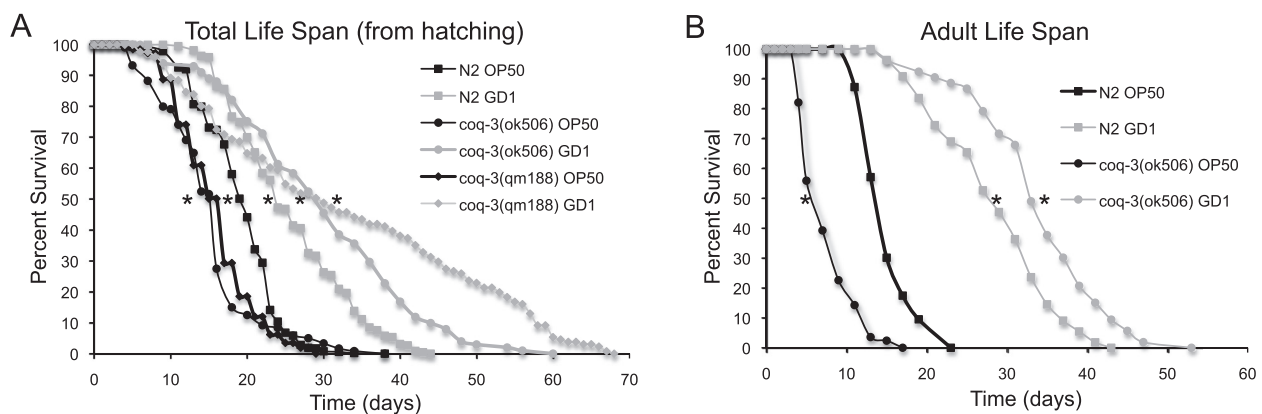 A
Total Life Span (from hatching)
Percent Survival
100
90
80
70
60
50
40
30
20
10
0
0 10 20 30 40 50 60 70
Time (days)
N2 OP50
N2 GD1
coq-3(ok506) OP50
coq-3(ok506) GD1
coq-3(qm188) OP50
coq-3(qm188) GD1
* * * * *
B
Adult Life Span
Percent Survival
100
90
80
70
60
50
40
30
20
10
0
0 10 20 30 40 50 60
Time (days)
N2 OP50
N2 GD1
coq-3(ok506) OP50
coq-3(ok506) GD1
* * *